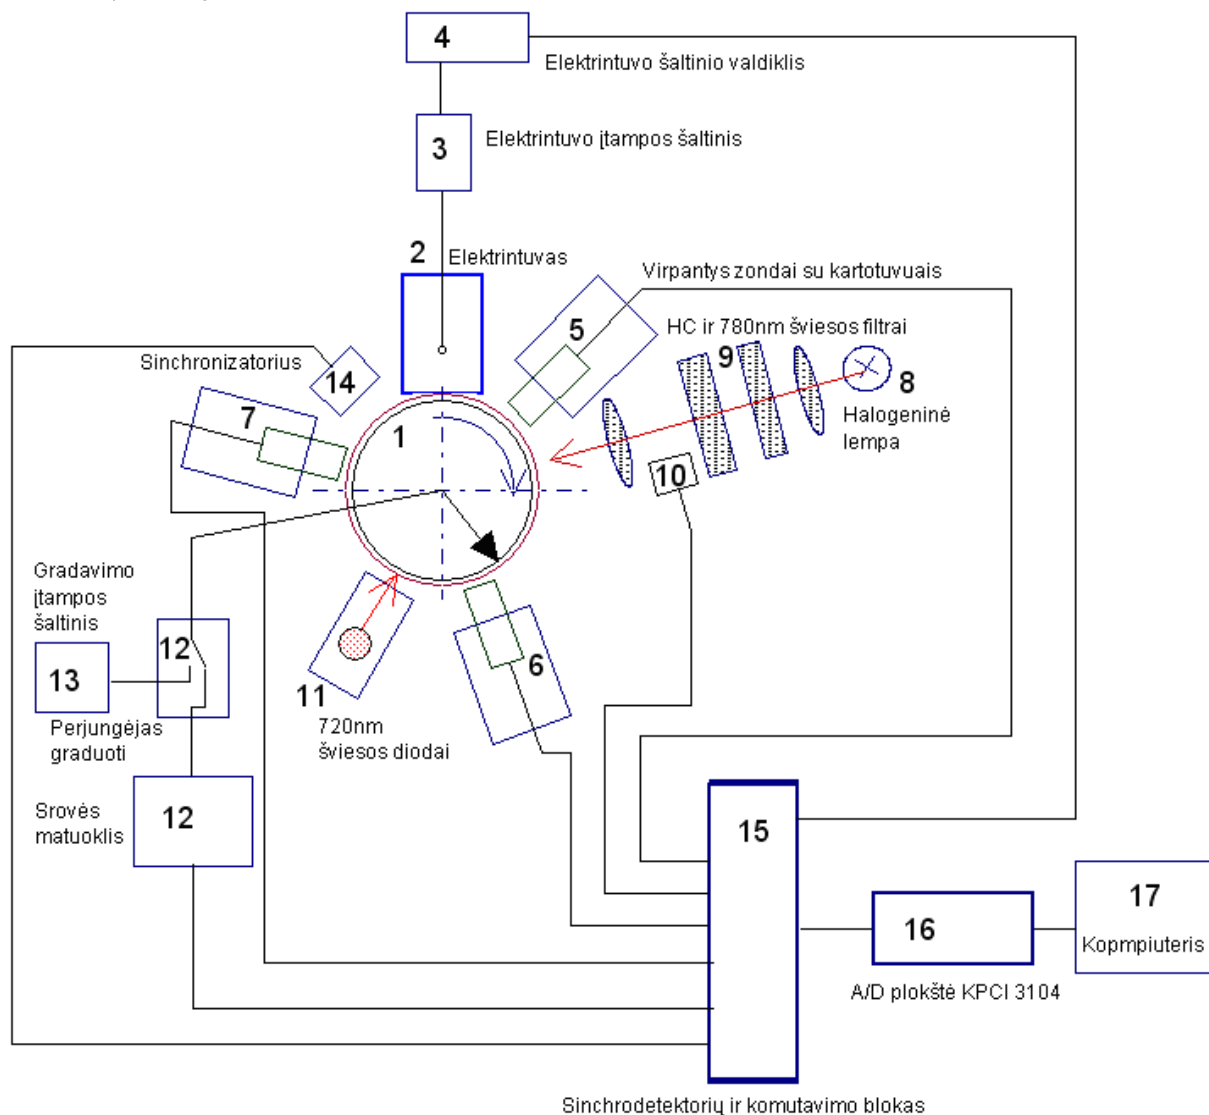 4
Elektrintuvo šaltinio valdiklis
3
Elektrintuvo įtampos šaltinis
2
Elektrintuvas
Virpantys zondai su kartotuvuais
5
HC ir 780nm šviesos filtrai
9
8
Halogeninė
lempa
Sinchronizatorius
14
7
1
10
Gradavimo
įtampos
šaltinis
12
13
Perjungėjas
graduoti
11
720nm
šviesos diodai
6
Srovės
matuoklis
12
15
16
17
Kopmpiuteris
A/D plokštė KPCI 3104
Sinchrodetektorių ir komutavimo blokas